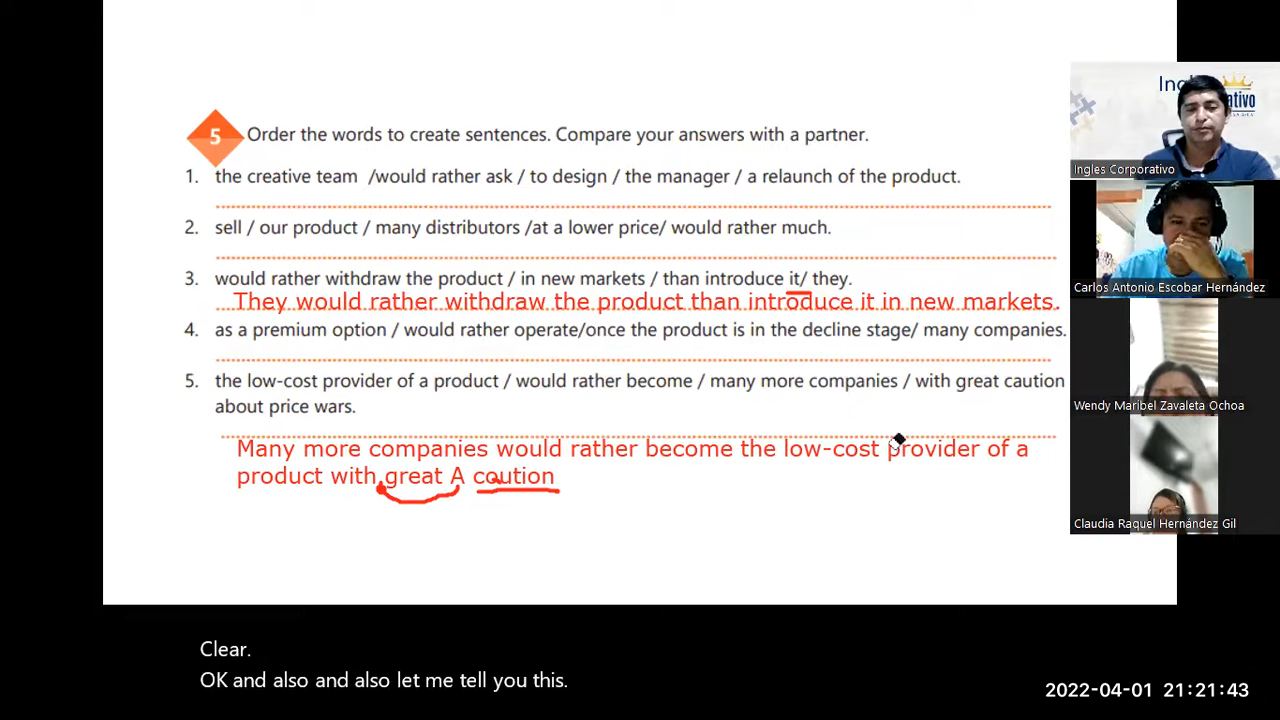 5 Order the words to create sentences. Compare your answers with a partner.
1. the creative team /would rather ask / to design / the manager / a relaunch of the product.
2. sell / our product / many distributors /at a lower price/ would rather much.
3. would rather withdraw the product / in new markets / than introduce it/ they.
They would rather withdraw the product than introduce it in new markets.
4. as a premium option / would rather operate/once the product is in the decline stage/ many companies.
5. the low-cost provider of a product / would rather become / many more companies / with great caution
about price wars.
Many more companies would rather become the low-cost provider of a
product with great A coution
Ingles Corporativo
Carlos Antonio Escobar Hernández
Wendy Maribel Zavaleta Ochoa
Claudia Raquel Hernández Gil
Clear.
OK and also and also let me tell you this.
2022-04-01 21:21:43